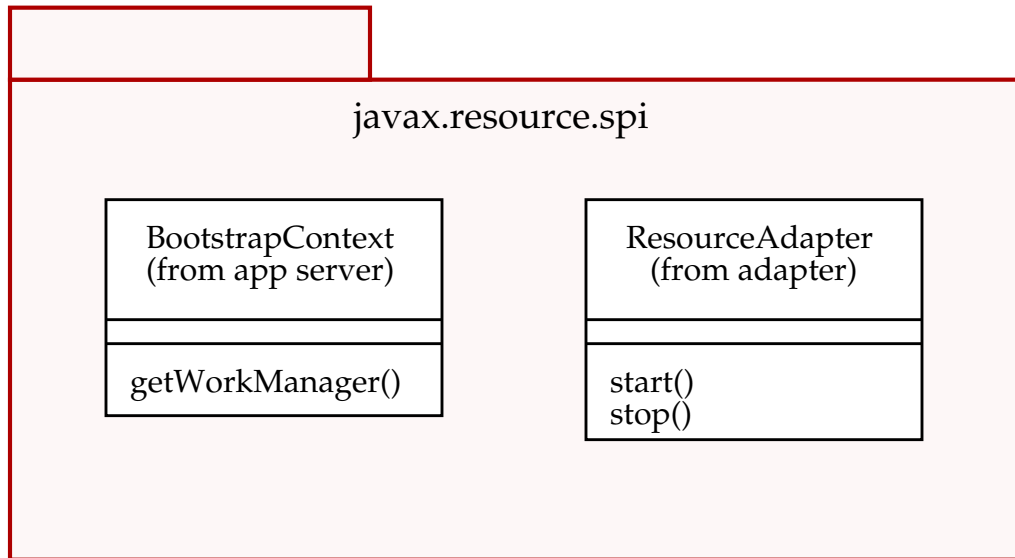 javax.resource.spi
BootstrapContext
(from app server)
getWorkManager()
ResourceAdapter
(from adapter)
start()
stop()